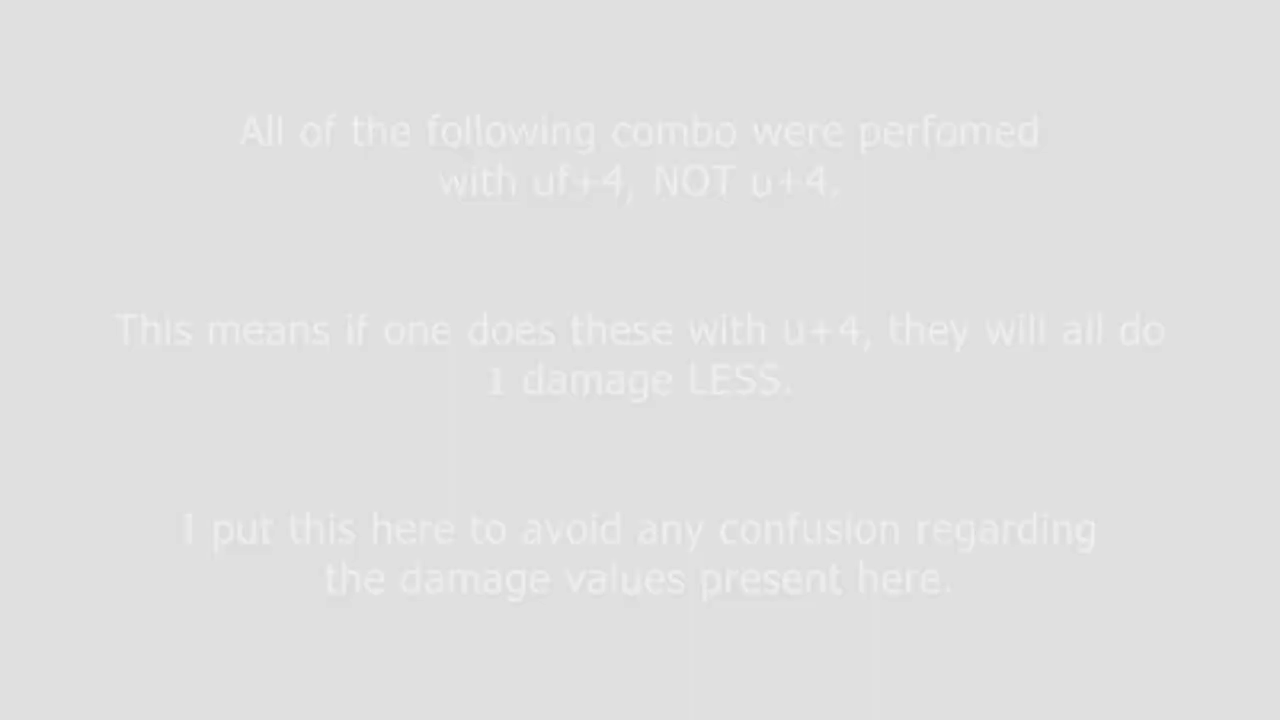 All of the following combo were perfomed
with uf+4, NOT u+4.
This means if one does these with u+4, they will all do
1 damage LESS.
I put this here to avoid any confusion regarding
the damage values present here.